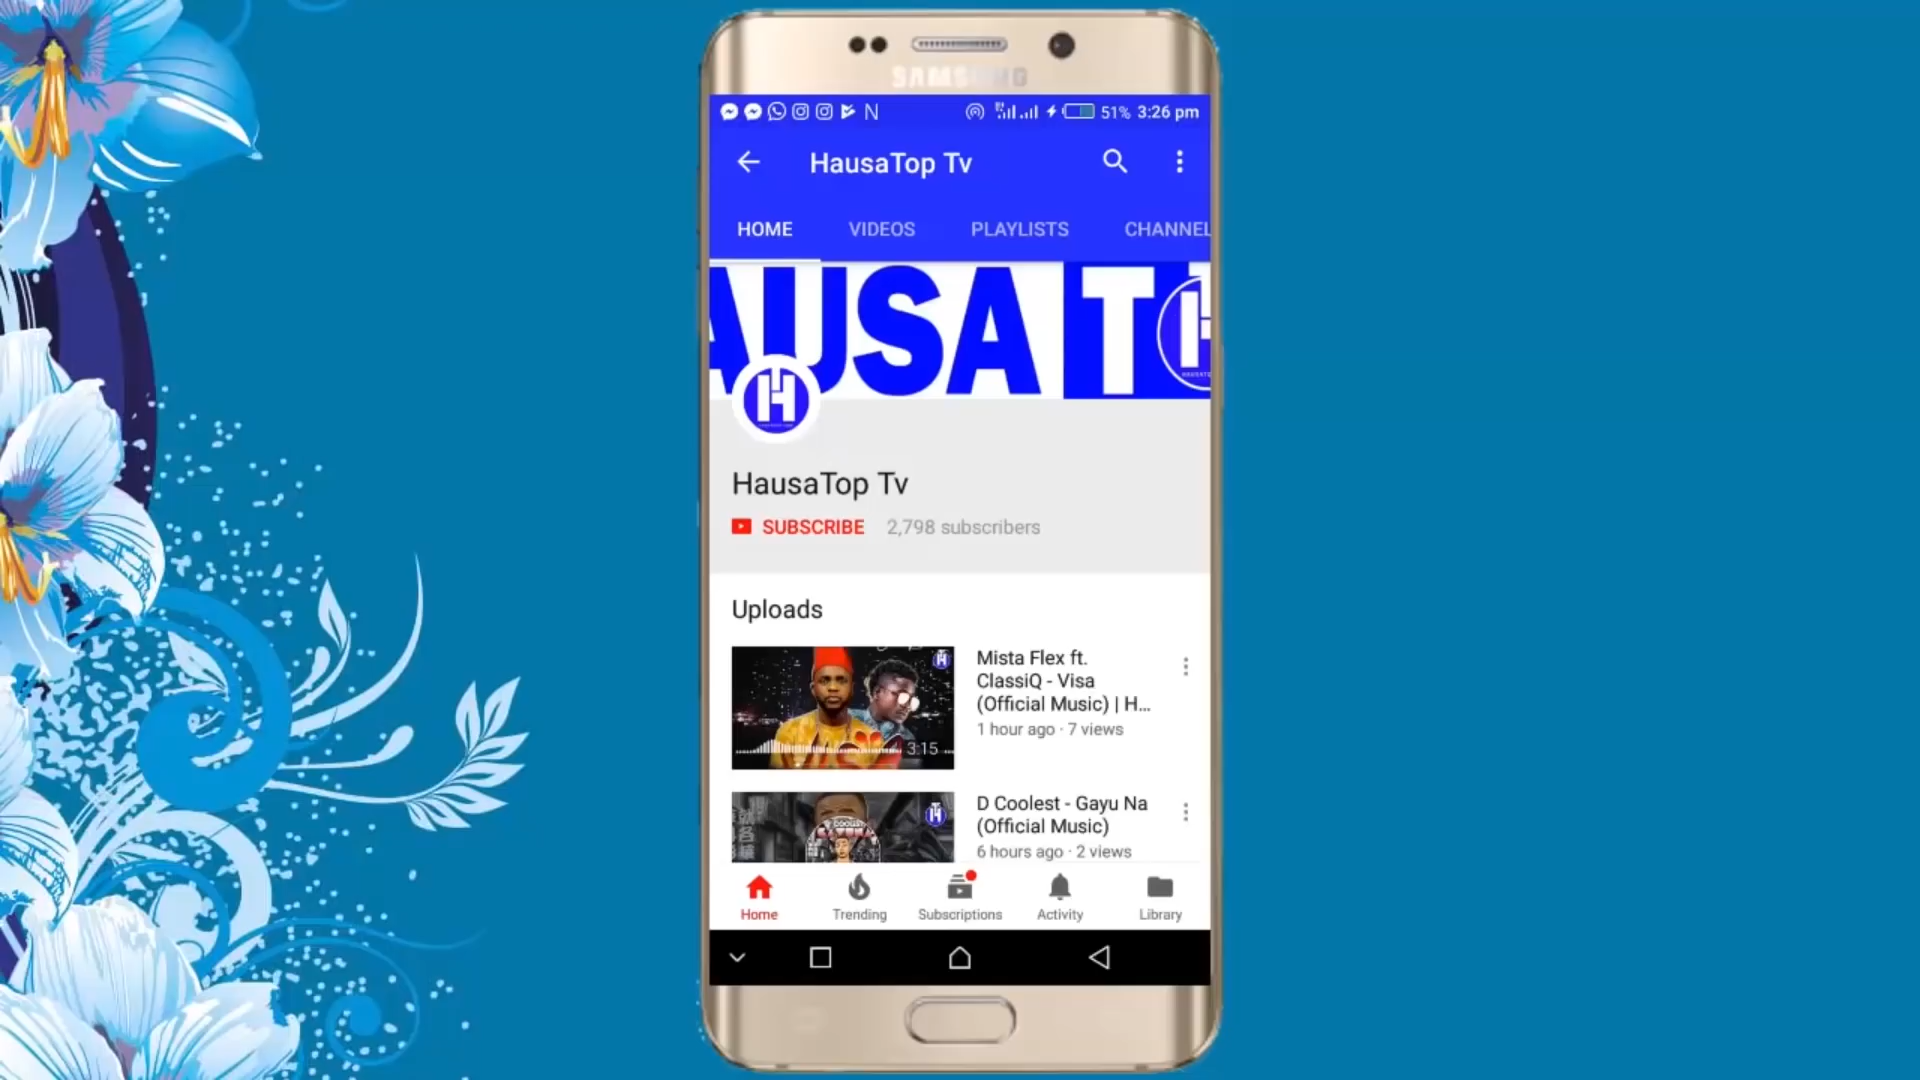 SAMSUNG
51% 3:26 pm
HausaTop Tv
HOME VIDEOS PLAYLISTS CHANNEL
AUSA T
HausaTop Tv
SUBSCRIBE 2,798 subscribers
Uploads
Mista Flex ft.
ClassiQ - Visa
(Official Music) | H...
1 hour ago · 7 views
3:15
D Coolest - Gayu Na
(Official Music)
6 hours ago · 2 views
Home Trending Subscriptions Activity Library